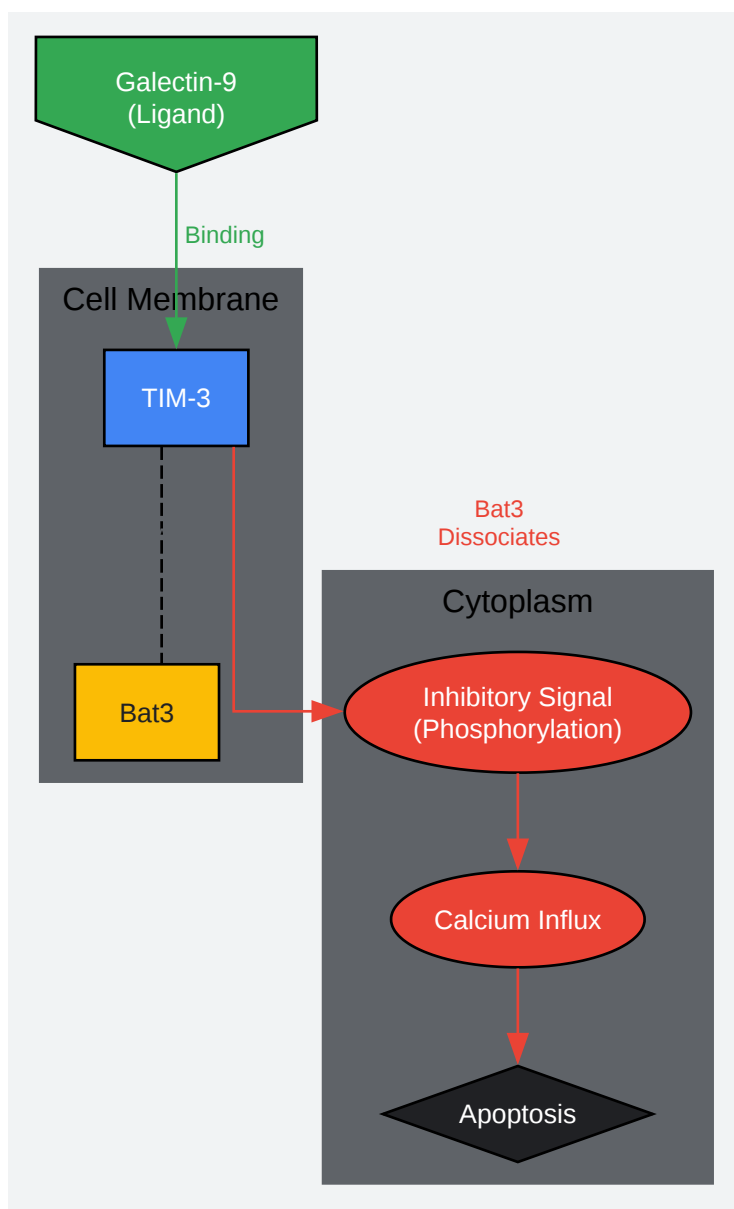 Galectin-9
(Ligand)
Binding
Cell Membrane
TIM-3
Bat3
Dissociates
Cytoplasm
Inhibitory Signal
(Phosphorylation)
Bat3
Calcium Influx
Apoptosis